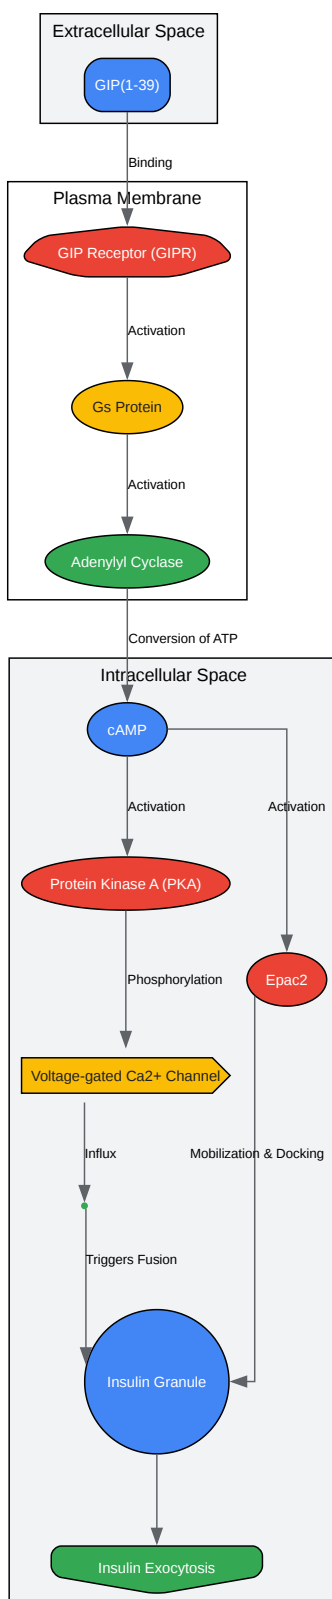 Extracellular Space
GIP(1-39)
Binding
Plasma Membrane
GIP Receptor (GIPR)
Activation
Gs Protein
Activation
Adenylyl Cyclase
Conversion of ATP
Intracellular Space
cAMP
Activation
Activation
Protein Kinase A (PKA)
Phosphorylation
Epac2
Voltage-gated Ca2+ Channel
Influx
Mobilization & Docking
Triggers Fusion
Insulin Granule
Insulin Exocytosis